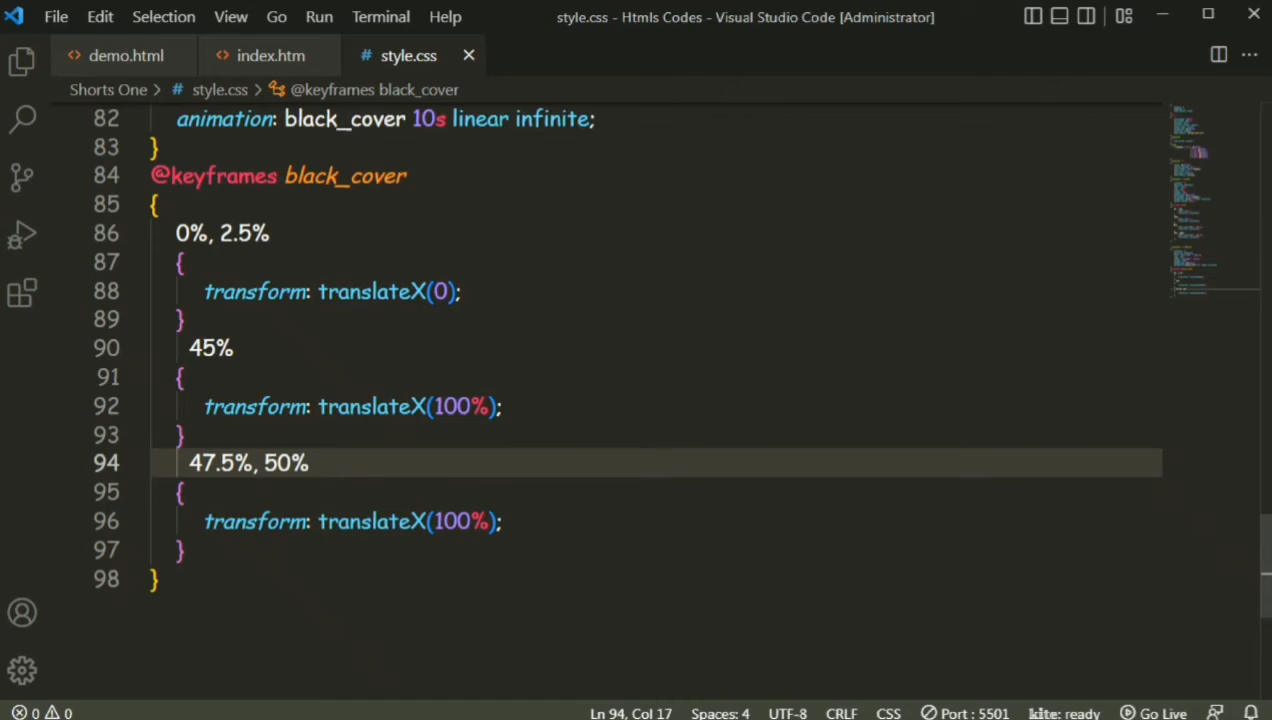 File Edit Selection View Go Run Terminal Help style.css - Htmls Codes - Visual Studio Code [Administrator]
<> demo.html <> index.htm # style.css ×
Shorts One > # style.css > @keyframes black_cover
82 animation: black_cover 10s linear infinite;
83 }
84 @keyframes black_cover
85 {
86 0%, 2.5%
87 {
88 transform: translateX(0);
89 }
90 45%
91 {
92 transform: translateX(100%);
93 }
94 47.5%, 50%
95 {
96 transform: translateX(100%);
97 }
98 }
0 0 Ln 94, Col 17 Spaces: 4 UTF-8 CRLF CSS Port : 5501 kite: ready Go Live